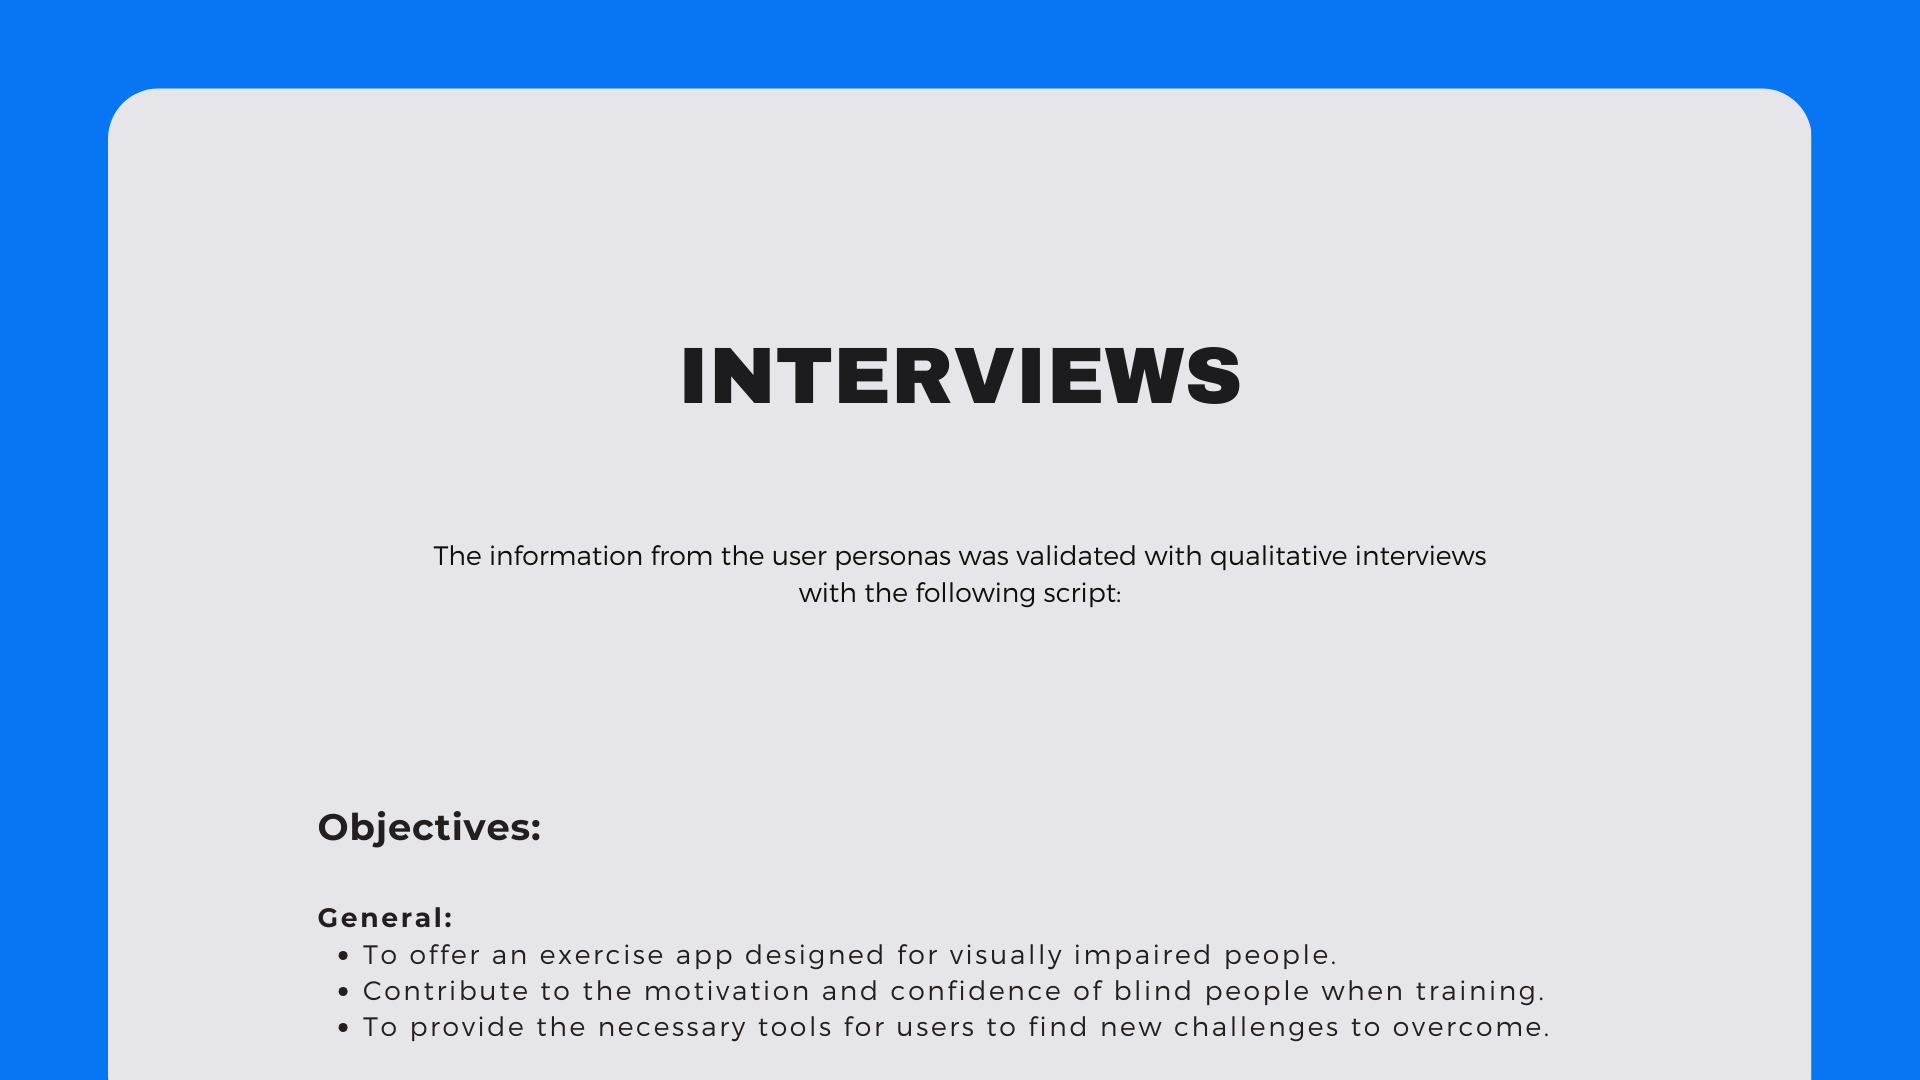 INTERVIEWS
The information from the user personas was validated with qualitative interviews
with the following script:
Objectives:
General:
• To offer an exercise app designed for visually impaired people.
• Contribute to the motivation and confidence of blind people when training.
• To provide the necessary tools for users to find new challenges to overcome.